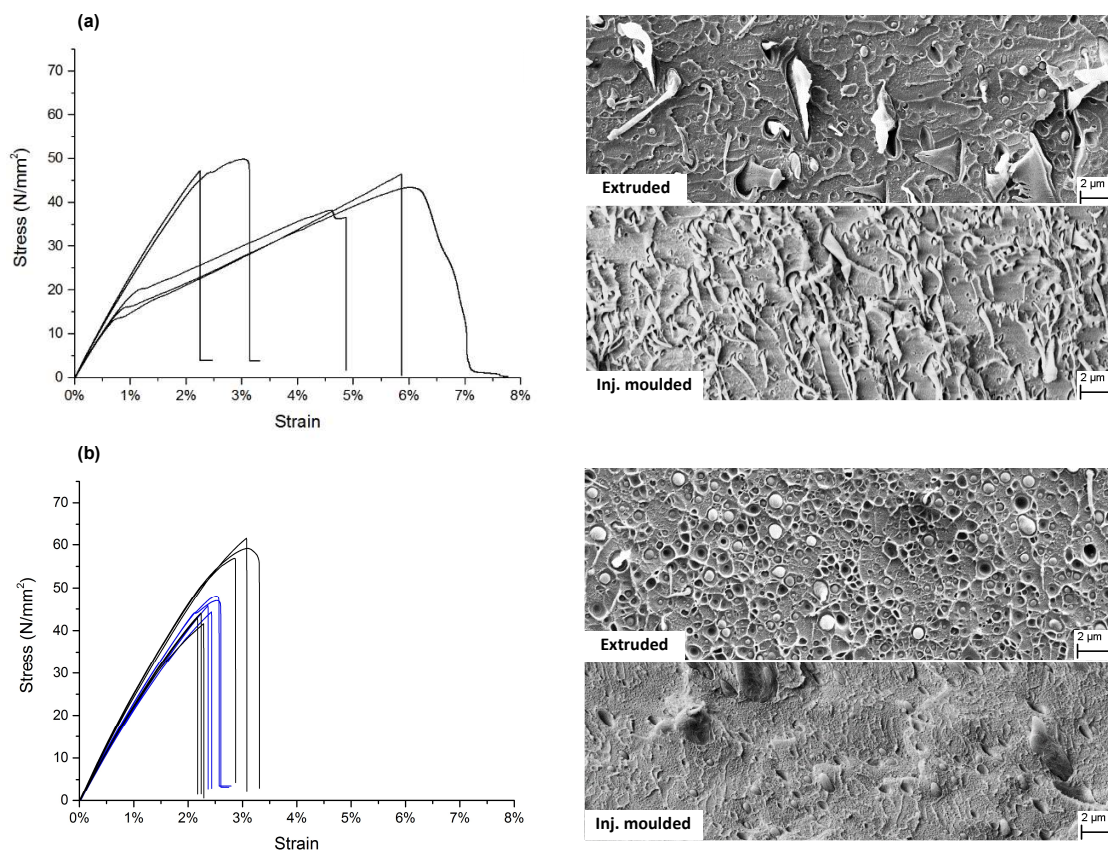 (a)
70
60
50
40
30
20
10
0
Stress (N/mm²)
0% 1% 2% 3% 4% 5% 6% 7% 8%
Strain
Extruded
2 µm
Inj. moulded
2 µm
(b)
70
60
50
40
30
20
10
0
Stress (N/mm²)
0% 1% 2% 3% 4% 5% 6% 7% 8%
Strain
Extruded
2 µm
Inj. moulded
2 µm